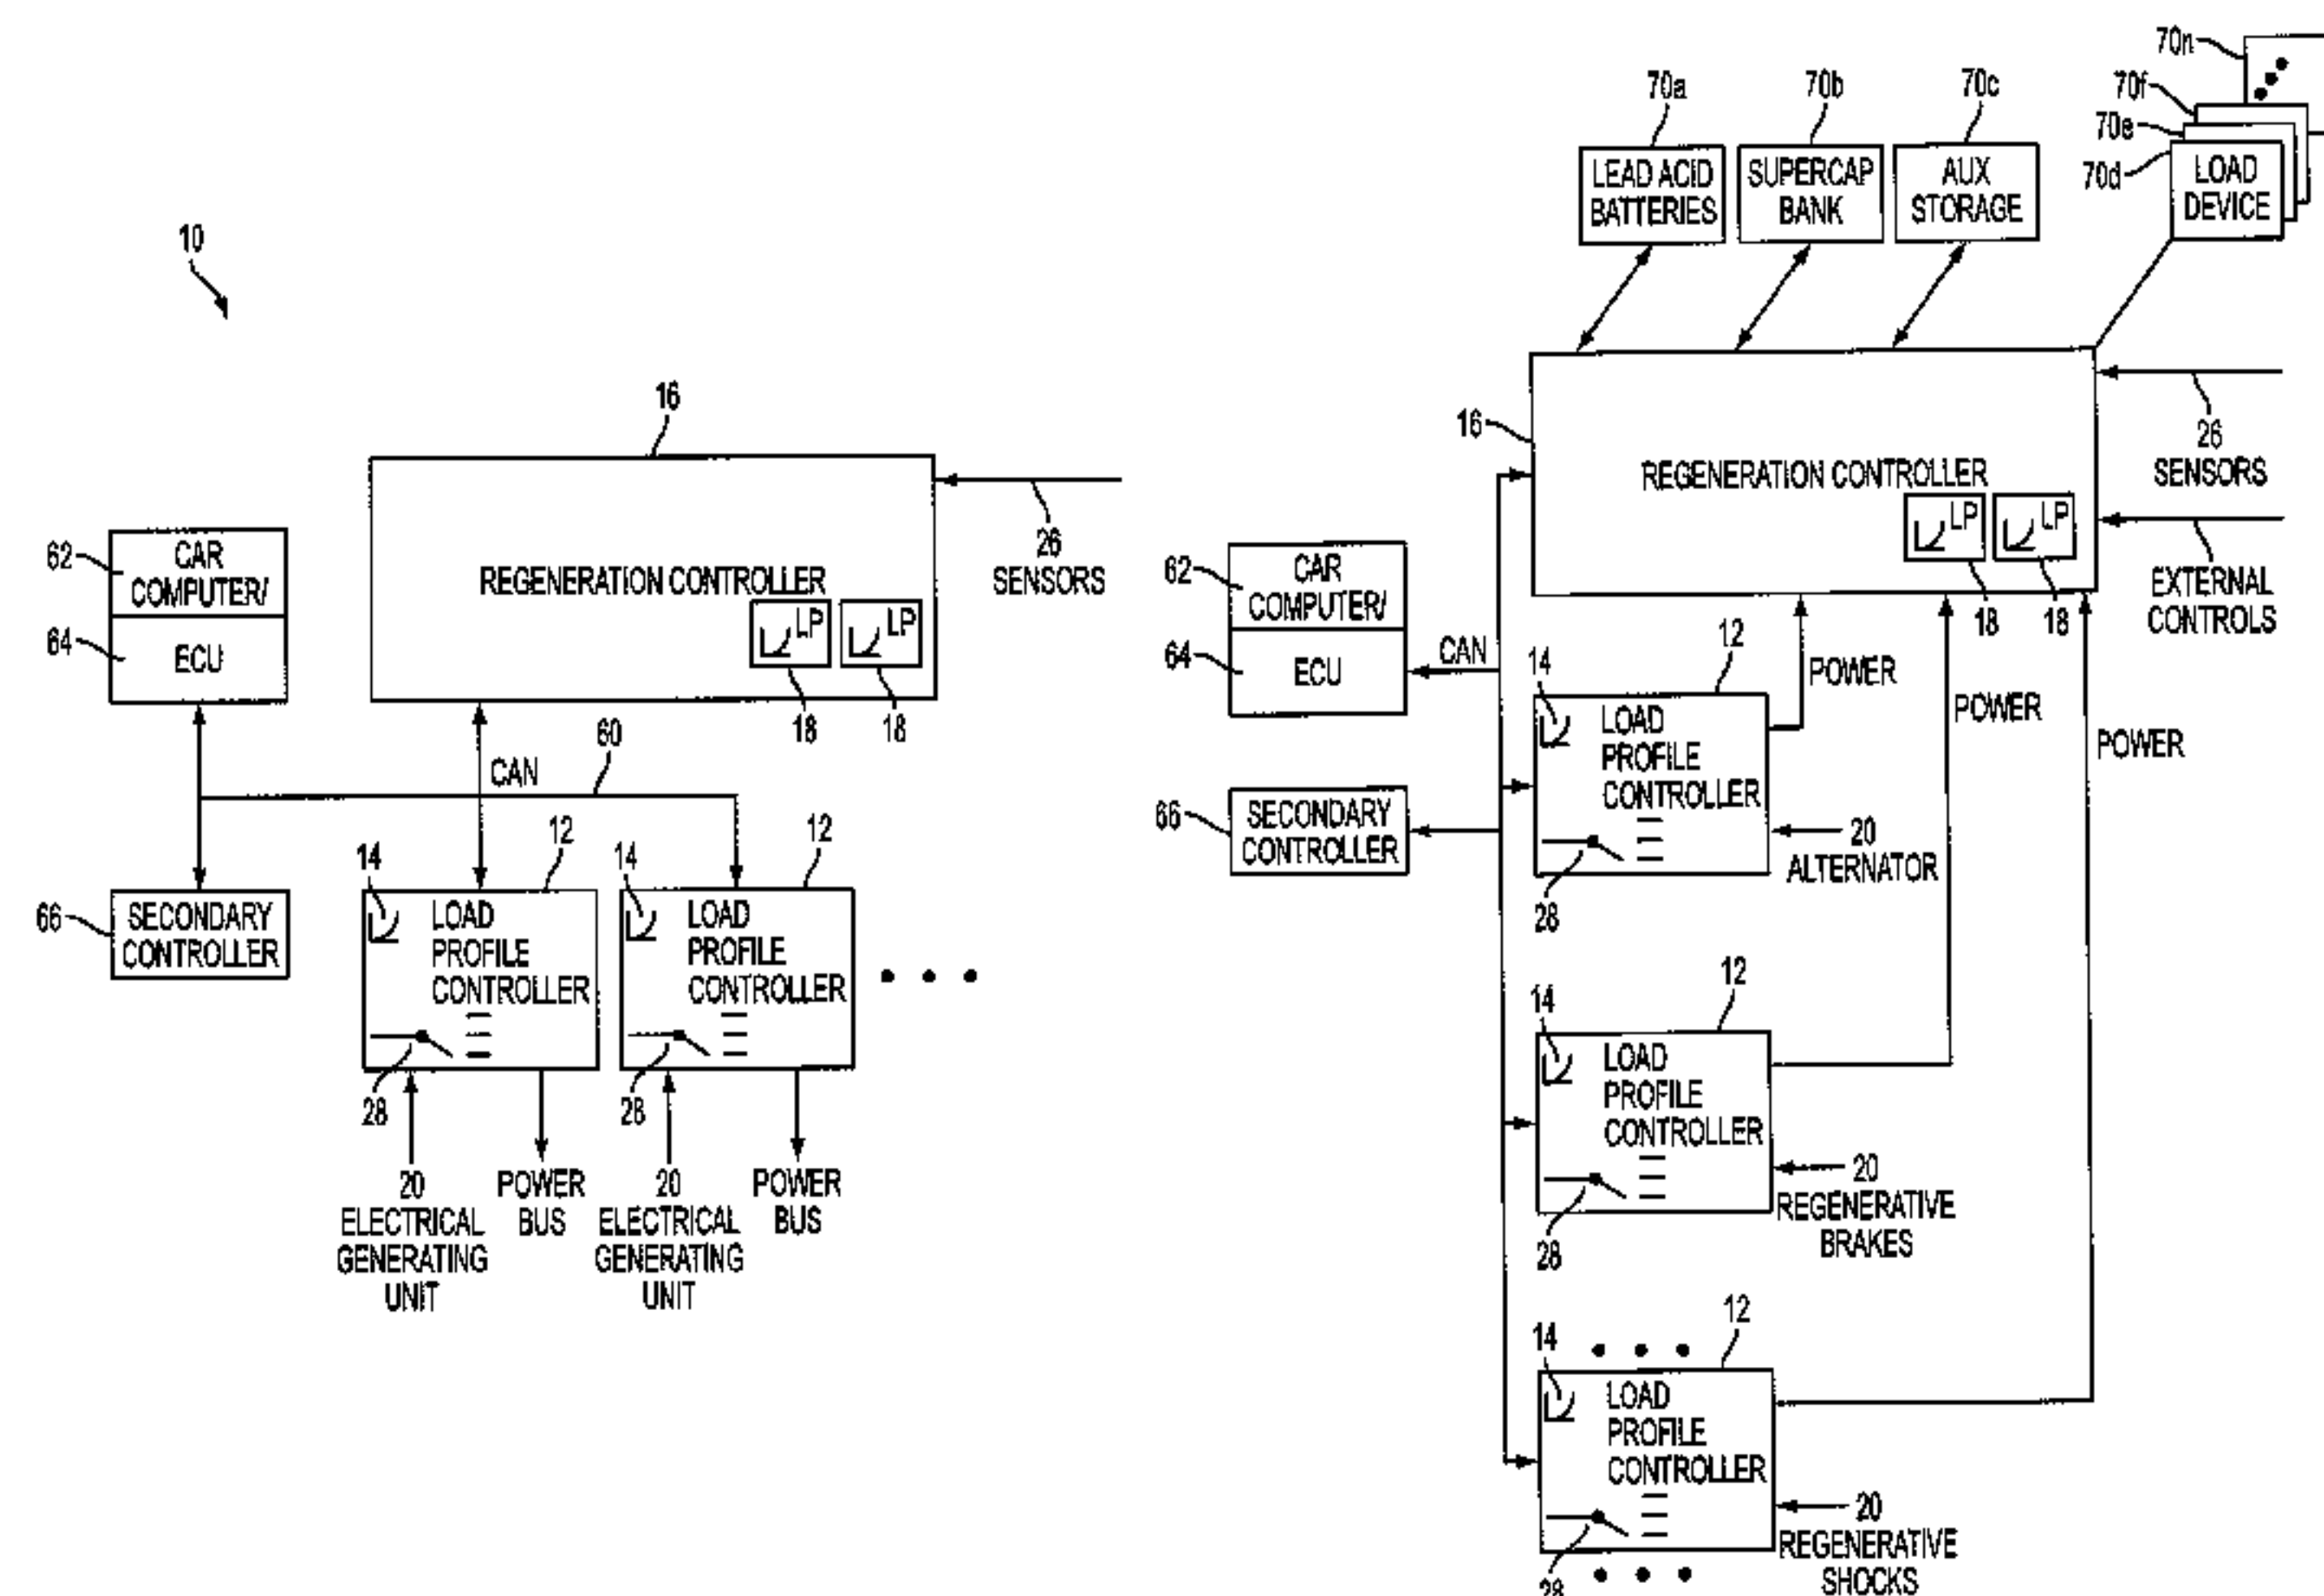 10
16
26
SENSORS
62
CAR
COMPUTER/
64
ECU
REGENERATION CONTROLLER
LP
LP
18
18
60
CAN
66
SECONDARY
CONTROLLER
14
12
LOAD
PROFILE
CONTROLLER
28
20
ELECTRICAL
GENERATING
UNIT
POWER
BUS
14
12
LOAD
PROFILE
CONTROLLER
28
20
ELECTRICAL
GENERATING
UNIT
POWER
BUS
70a
70b
70c
70n
70f
70e
70d
LEAD ACID
BATTERIES
SUPERCAP
BANK
AUX
STORAGE
LOAD
DEVICE
16
REGENERATION CONTROLLER
LP
LP
18
18
26
SENSORS
EXTERNAL
CONTROLS
62
CAR
COMPUTER/
64
ECU
CAN
66
SECONDARY
CONTROLLER
14
12
LOAD
PROFILE
CONTROLLER
28
20
ALTERNATOR
POWER
POWER
POWER
14
12
LOAD
PROFILE
CONTROLLER
28
20
REGENERATIVE
BRAKES
14
12
LOAD
PROFILE
CONTROLLER
28
20
REGENERATIVE
SHOCKS